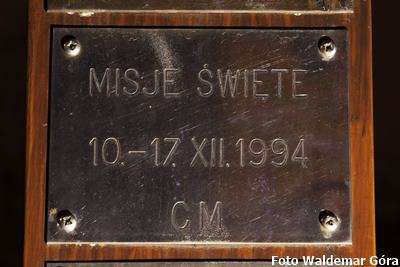 MISJE ŚWIĘTE
10.-17. XII. 1994
CM
Foto Waldemar Góra